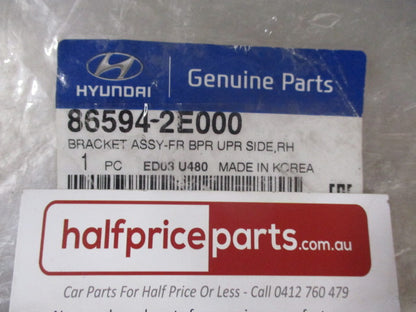 HYUNDAI
Genuine Parts
86594-2E000
BRACKET ASSY-FR BPR UPR SIDE,RH
1 PC ED03 U480 MADE IN KOREA
halfpriceparts.com.au
Car Parts For Half Price Or Less - Call 0412 760 479